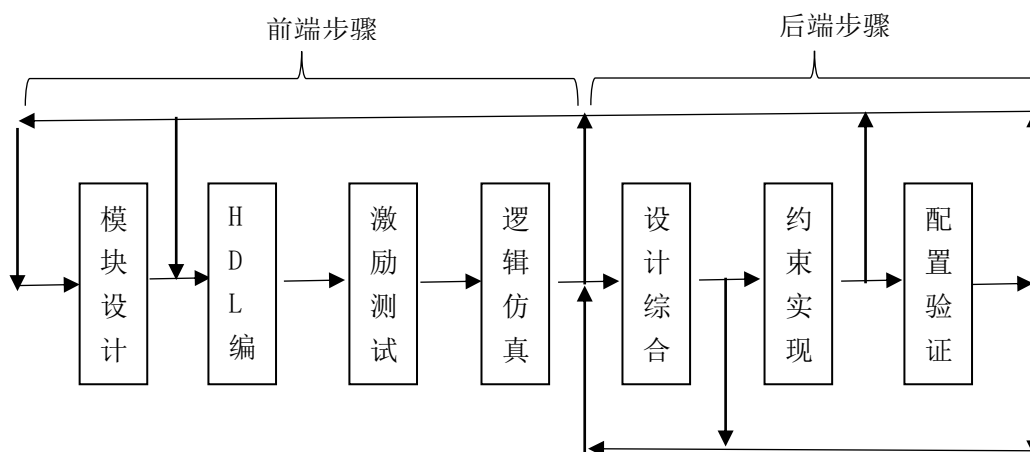 前端步骤
后端步骤
模块设计
HDL编
激励测试
逻辑仿真
设计综合
约束实现
配置验证